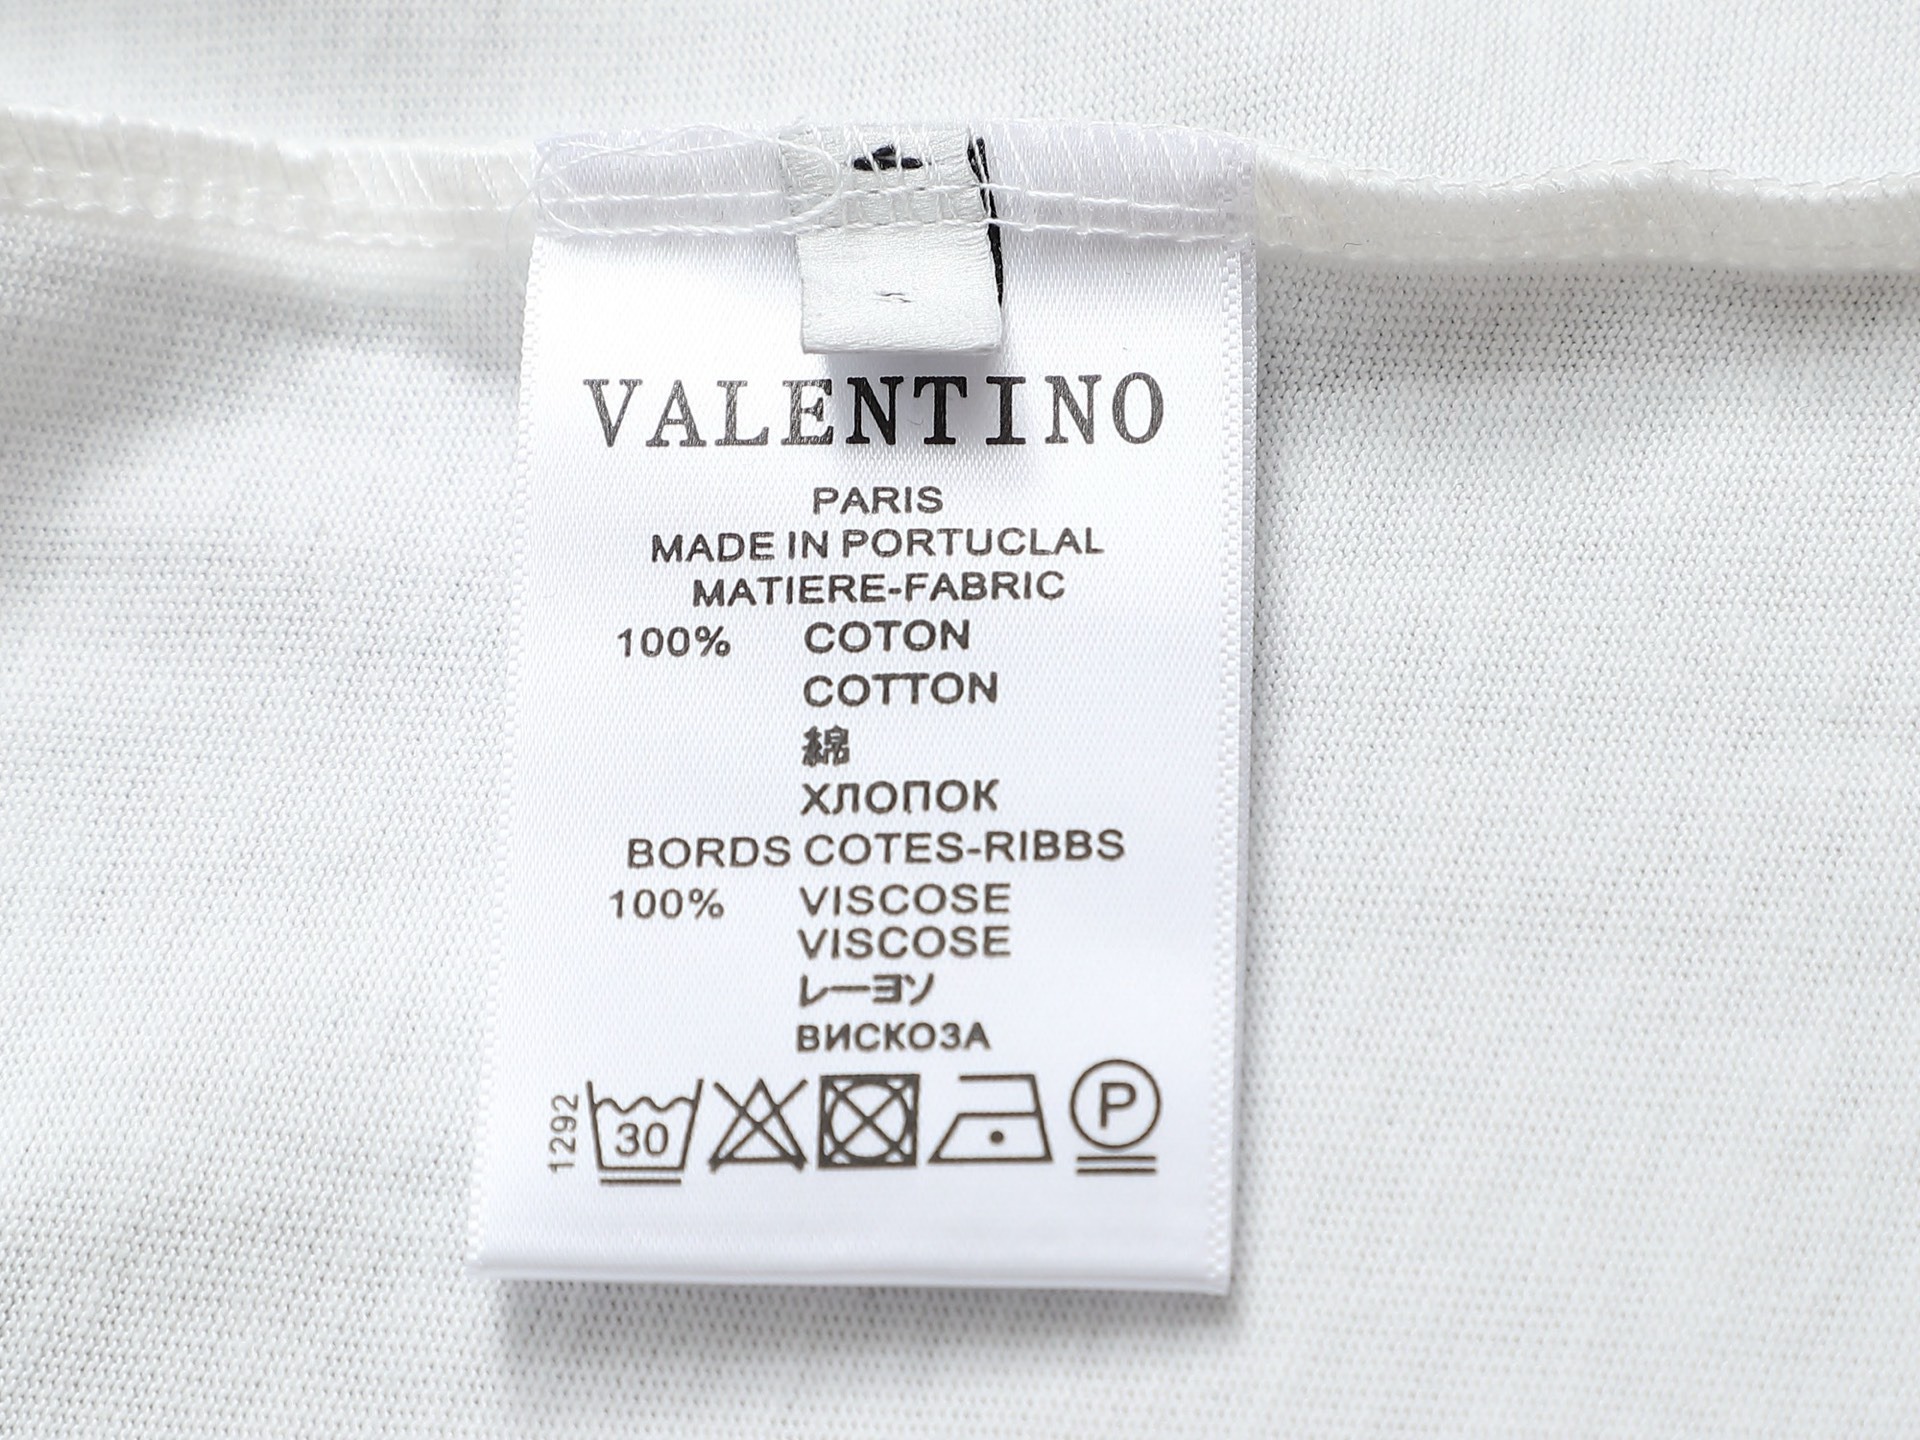 VALENTINO
PARIS
MADE IN PORTUCLAL
MATIERE-FABRIC
100% COTON
COTTON
綿
ХЛОПОК
BORDS COTES-RIBBS
100% VISCOSE
VISCOSE
レーヨソ
ВИСКОЗА
1292 30 P